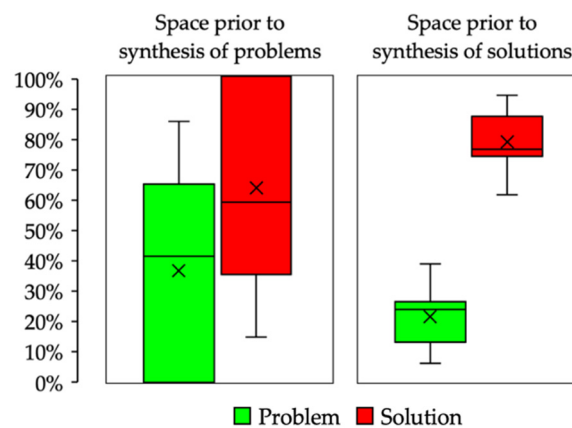 Space prior to
synthesis of problems
Space prior to
synthesis of solutions
100%
90%
80%
70%
60%
50%
40%
30%
20%
10%
0%
Problem
Solution